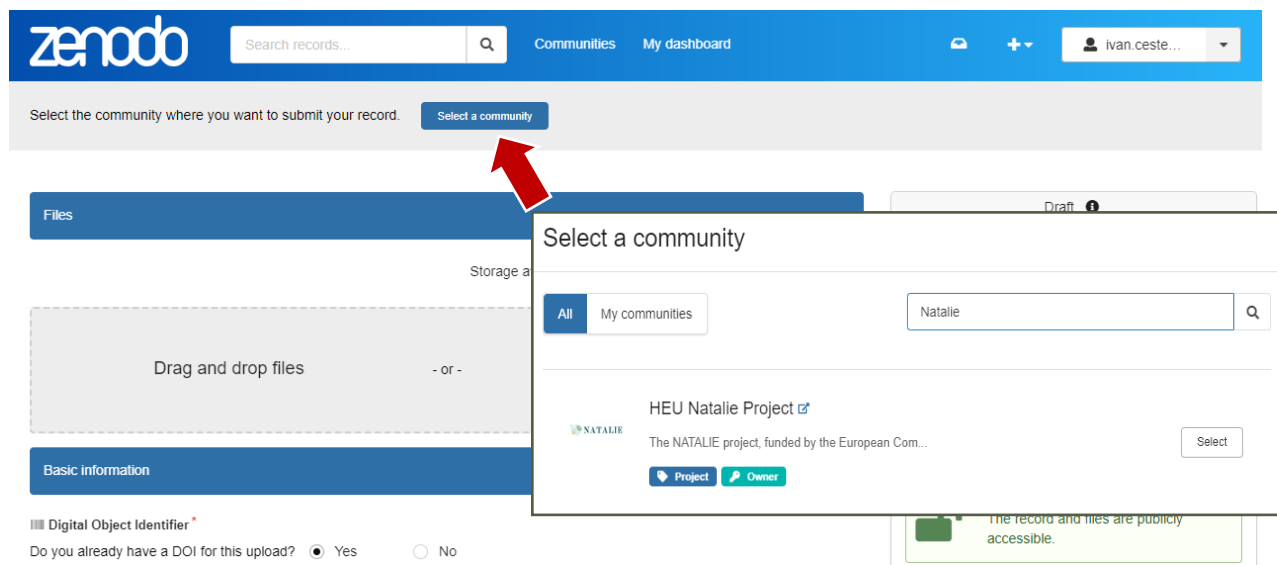 zenodo
Search records...
Communities
My dashboard
ivan.ceste...
Select the community where you want to submit your record.
Select a community
Files
Draft
Storage a
Select a community
All
My communities
Natalie
Drag and drop files
- or -
HEU Natalie Project
NATALIE
The NATALIE project, funded by the European Com...
Select
Project
Owner
Basic information
The record and files are publicly
accessible.
Digital Object Identifier *
Do you already have a DOI for this upload? Yes No